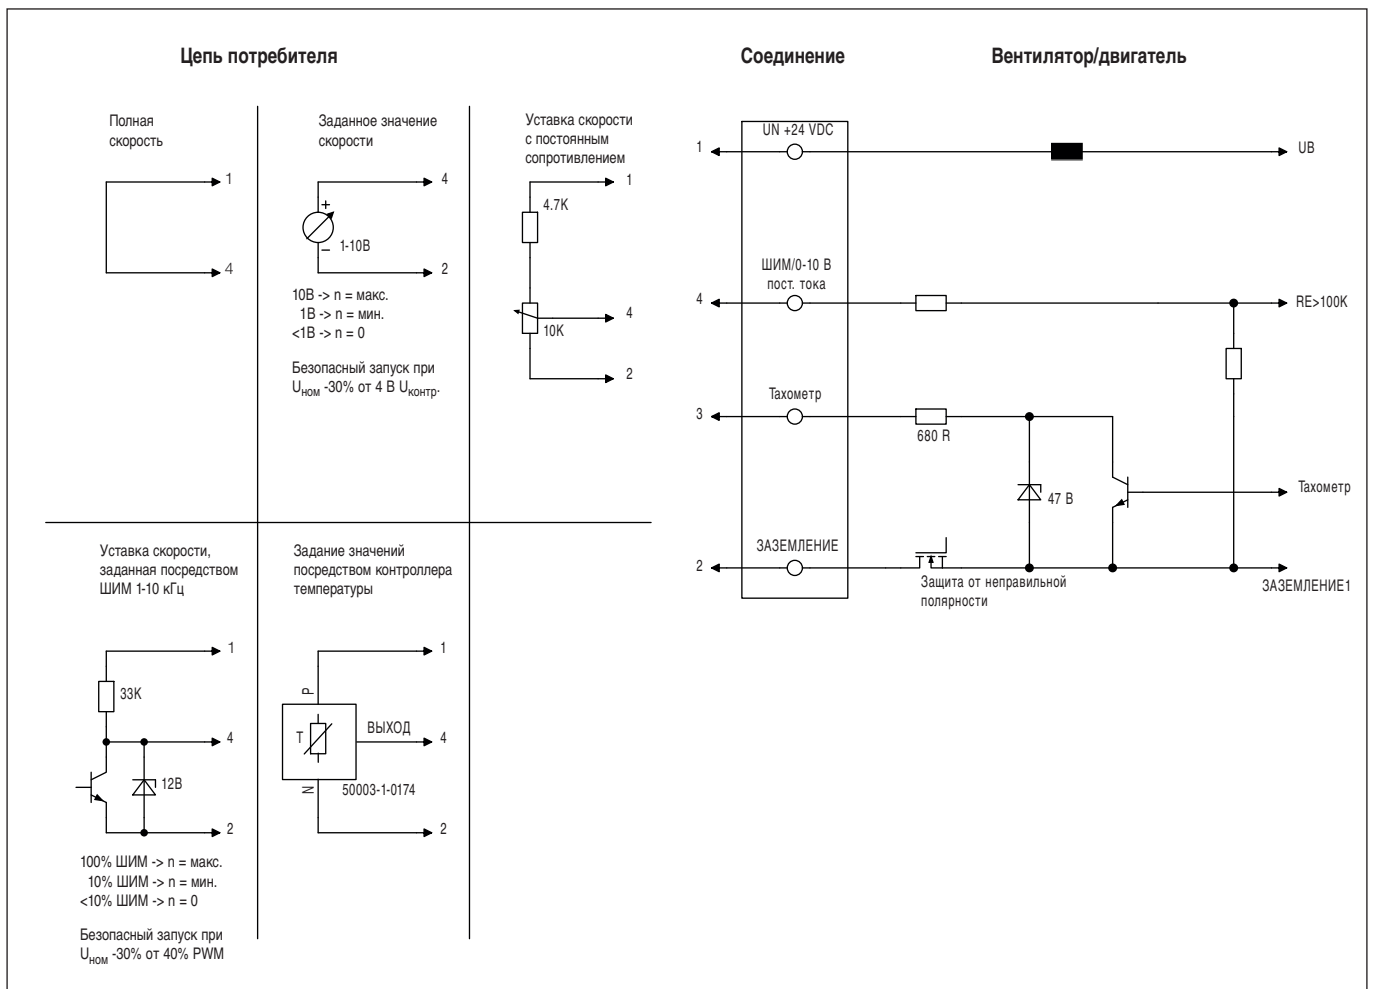 Цепь потребителя
Соединение
Вентилятор/двигатель
Полная
скорость
1
4
Заданное значение
скорости
4
+
1-10В
–
2
10В -> n = макс.
1В -> n = мин.
<1В -> n = 0
Безопасный запуск при
Uном -30% от 4 В Uконтр.
Уставка скорости
с постоянным
сопротивлением
1
4.7K
4
10K
2
Уставка скорости,
заданная посредством
ШИМ 1-10 кГц
1
33K
4
12В
2
100% ШИМ -> n = макс.
10% ШИМ -> n = мин.
<10% ШИМ -> n = 0
Безопасный запуск при
Uном -30% от 40% PWM
Задание значений
посредством контроллера
температуры
1
P
T
ВЫХОД
4
N
50003-1-0174
2
UN +24 VDC
1
UB
ШИМ/0-10 В
пост. тока
4
RE>100K
Тахометр
3
680 R
47 В
Тахометр
ЗАЗЕМЛЕНИЕ
2
Защита от неправильной
полярности
ЗАЗЕМЛЕНИЕ1